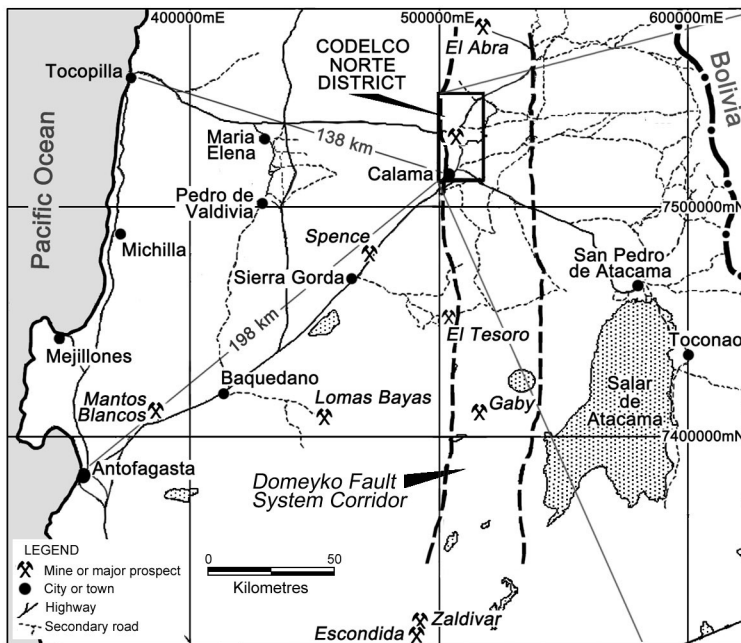 400000mE
500000mE
600000mE
CODELCO
NORTE
DISTRICT
El Abra
Bolivia
Tocopilla
Maria
Elena
138 km
Calama
Pacific Ocean
Pedro de
Valdivia
7500000mN
Michilla
Spence
San Pedro
de Atacama
Sierra Gorda
198 km
El Tesoro
Mejillones
Toconao
Baquedano
Mantos
Blancos
Lomas Bayas
Gaby
Salar
de
Atacama
7400000mN
Antofagasta
Domeyko Fault
System Corridor
LEGEND
Mine or major prospect
City or town
Highway
Secondary road
0 50
Kilometres
Zaldivar
Escondida